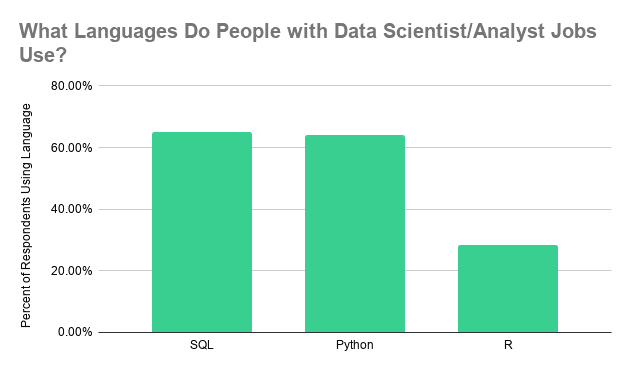 What Languages Do People with Data Scientist/Analyst Jobs
Use?
Percent of Respondents Using Language
80.00%
60.00%
40.00%
20.00%
0.00%
SQL
Python
R